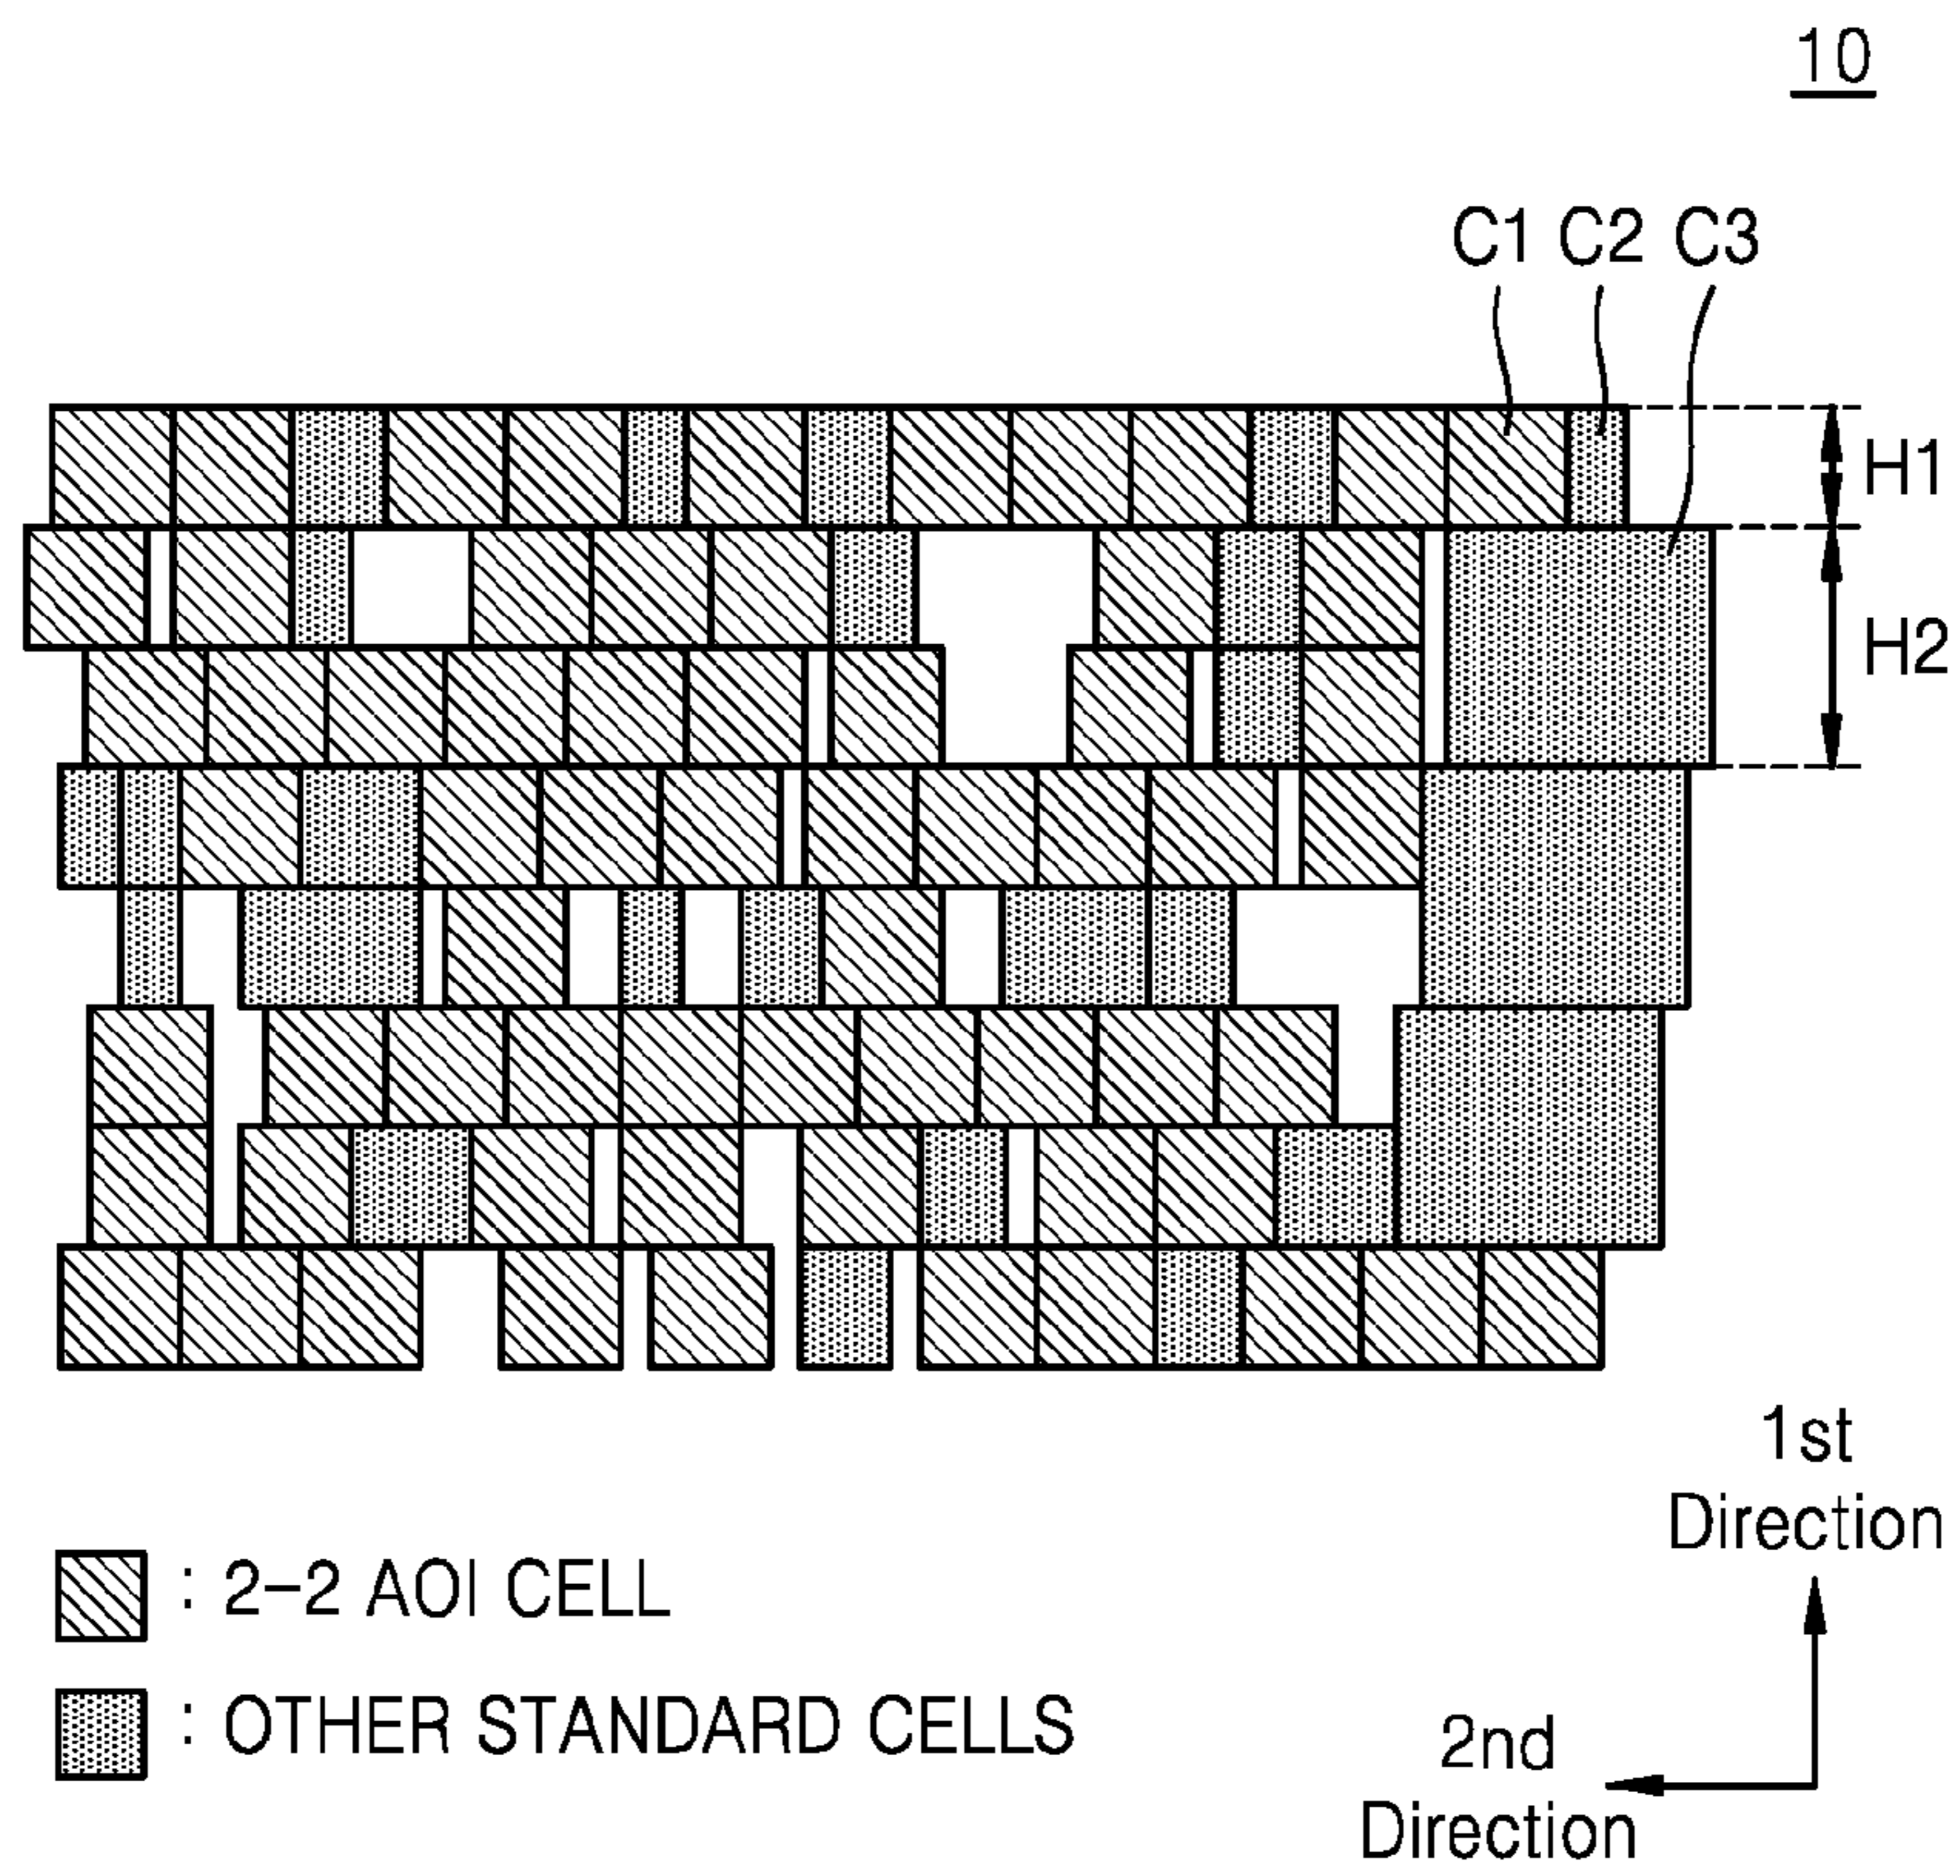 10
C1 C2 C3
H1
H2
1st
Direction
2nd
Direction
: 2-2 AOI CELL
: OTHER STANDARD CELLS